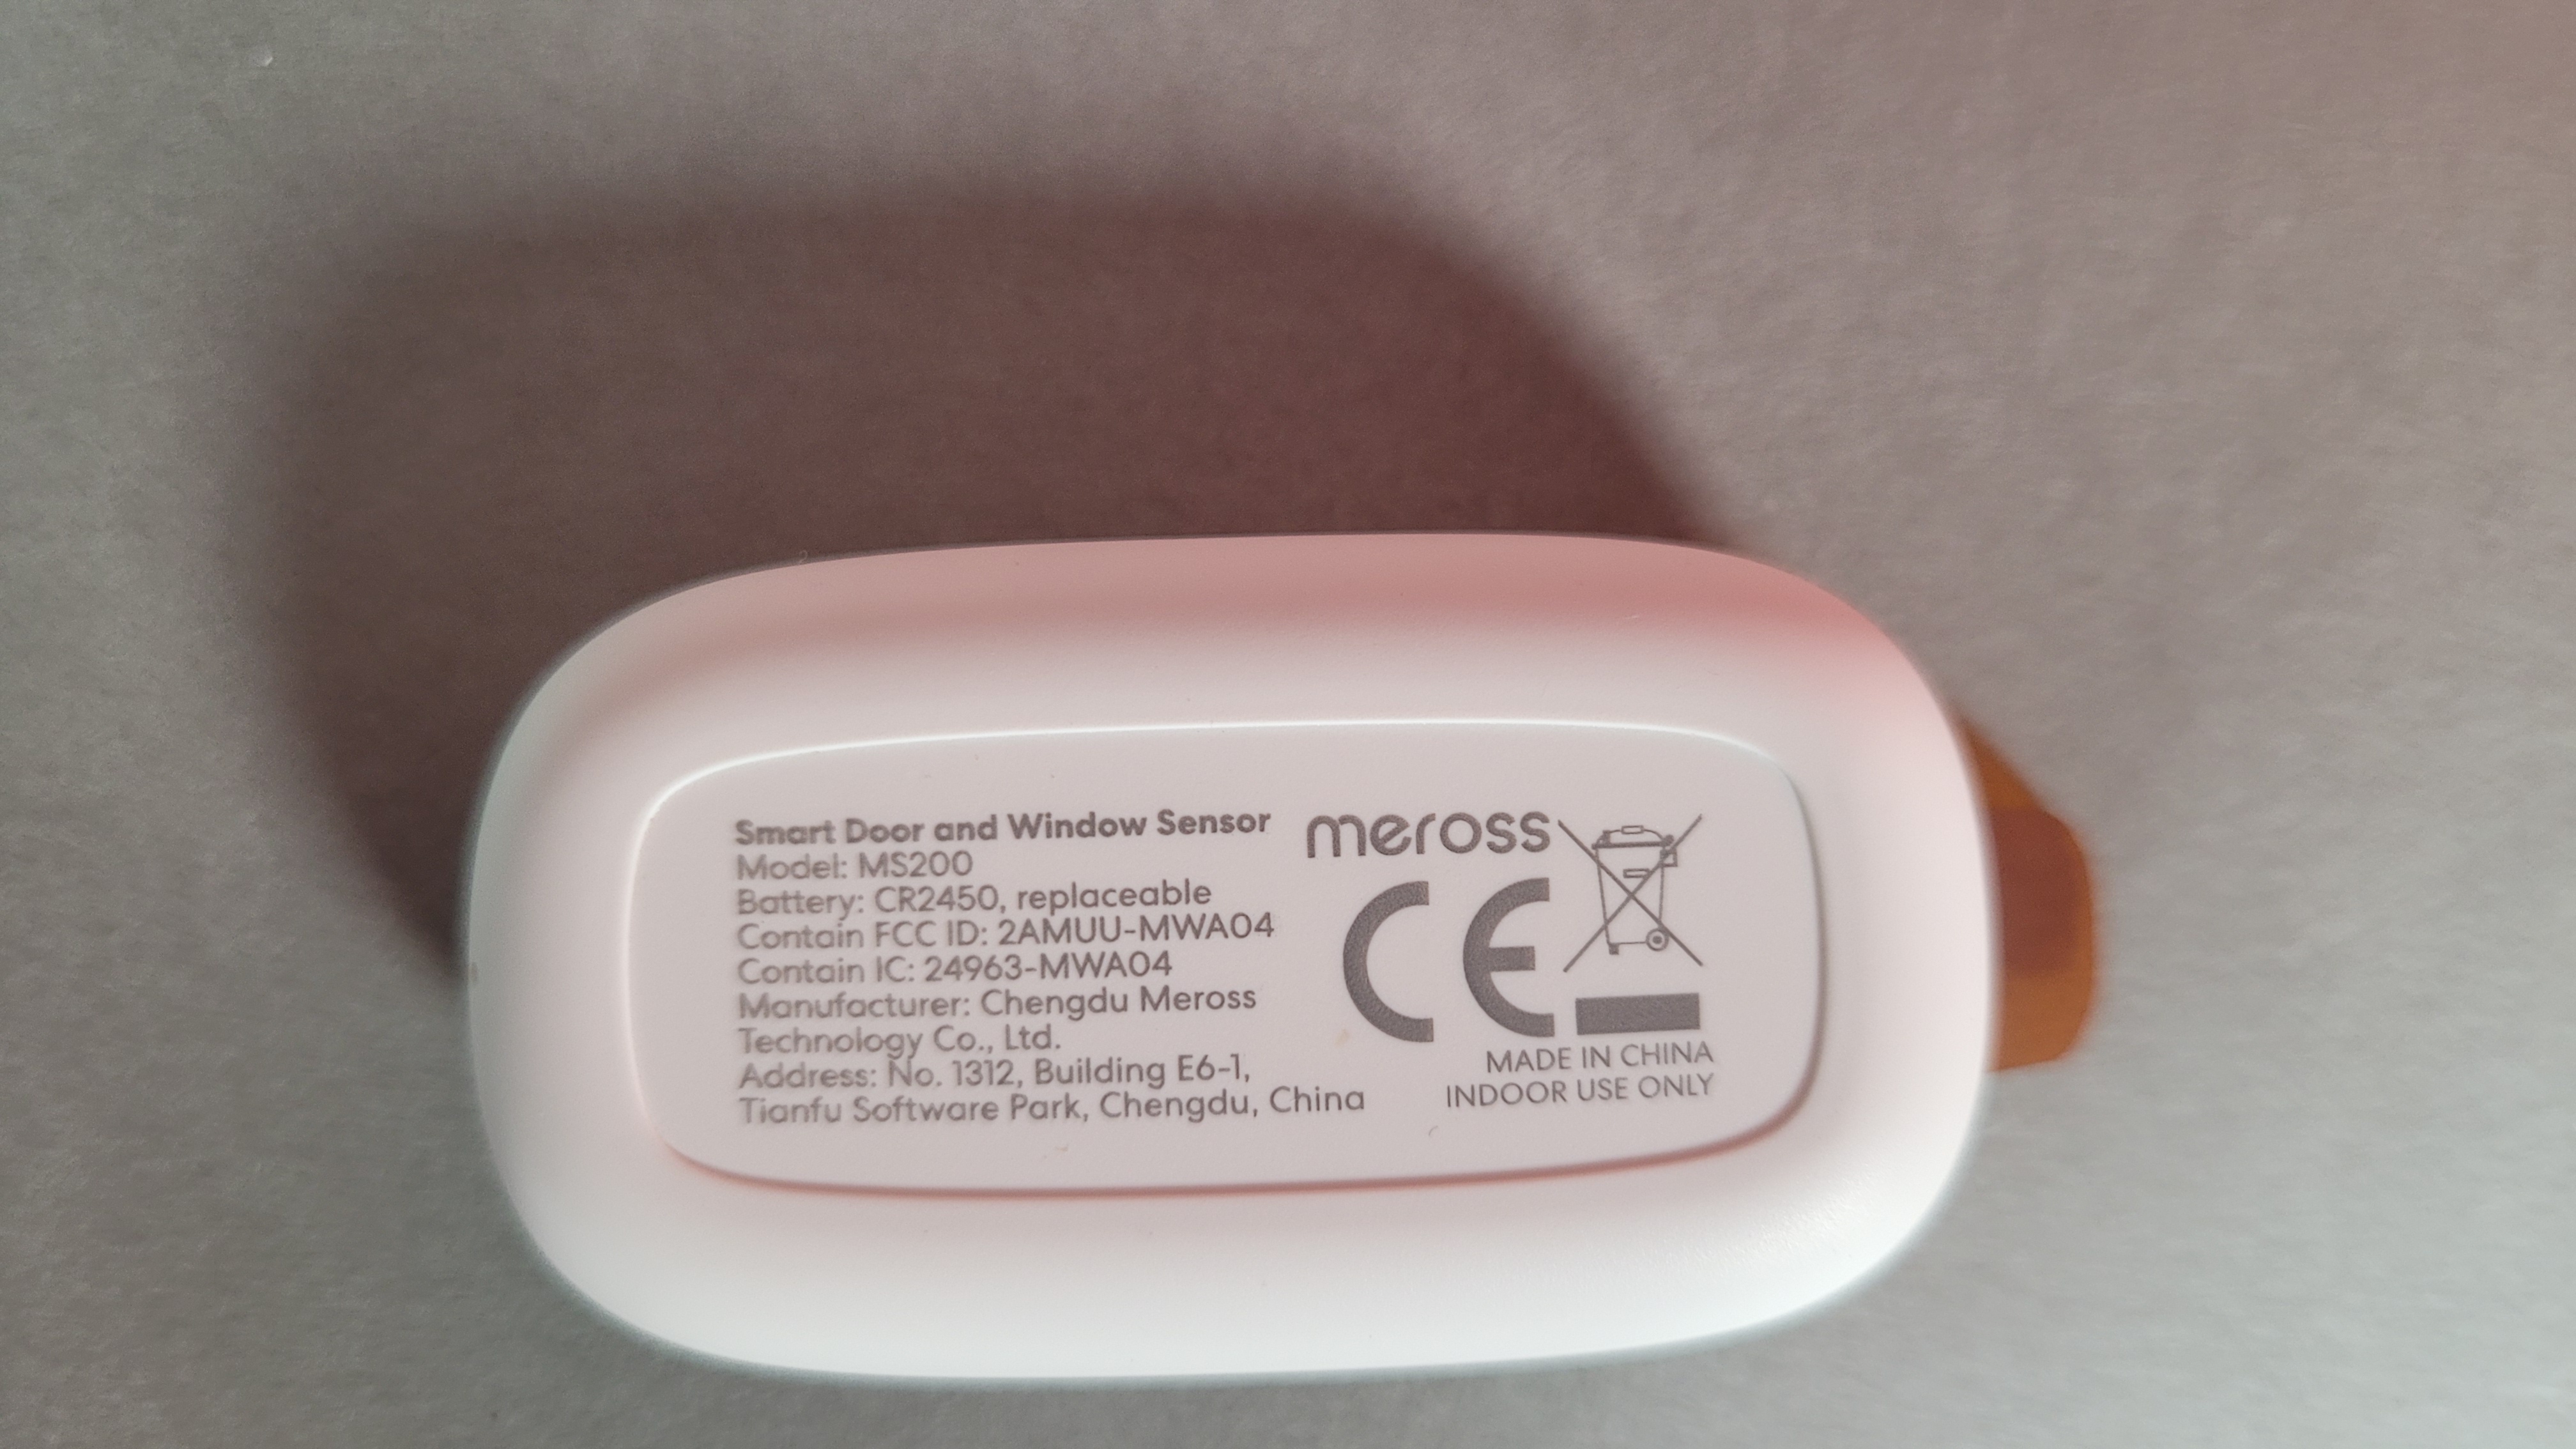 Smart Door and Window Sensor
Model: MS200
Battery: CR2450, replaceable
Contain FCC ID: 2AMUU-MWA04
Contain IC: 24963-MWA04
Manufacturer: Chengdu Meross
Technology Co., Ltd.
Address: No. 1312, Building E6-1,
Tianfu Software Park, Chengdu, China
meross
CE
MADE IN CHINA
INDOOR USE ONLY